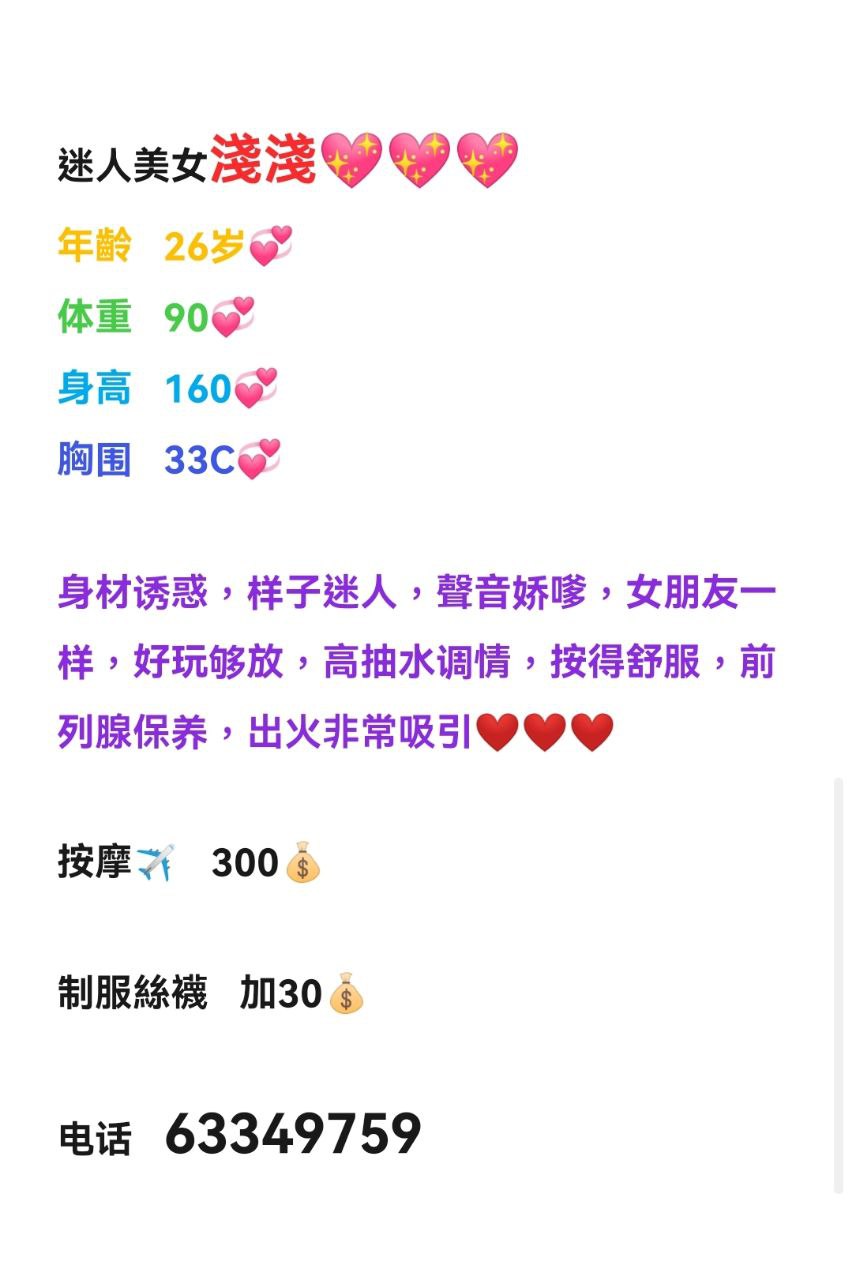 迷人美女淺淺💖💖💖
年齡 26岁💞
体重 90💞
身高 160💞
胸围 33C💞
身材诱惑，样子迷人，聲音娇嗲，女朋友一
样，好玩够放，高抽水调情，按得舒服，前
列腺保养，出火非常吸引❤️❤️❤️
按摩✈️ 300💰
制服絲襪 加30💰
电话 63349759